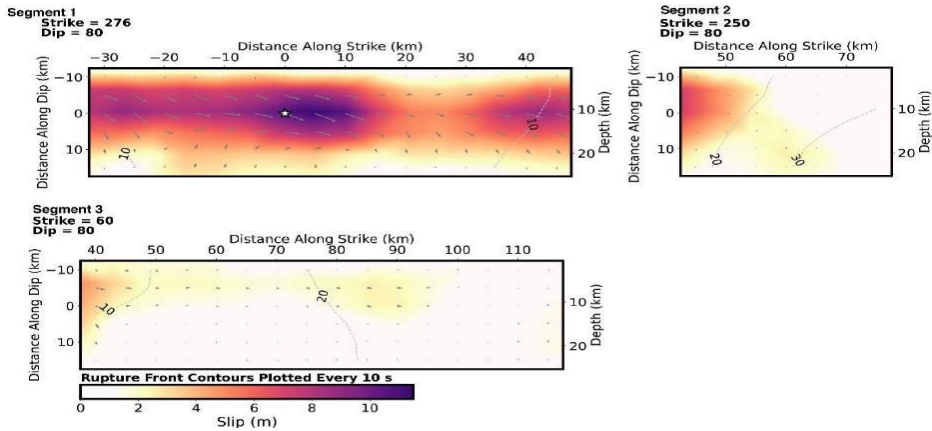 Segment 1
Strike = 276
Dip = 80
Distance Along Strike (km)
−30 −20 −10 0 10 20 30 40
Distance Along Dip (km)
−10
0
10
10
10
10
20
Depth (km)
Segment 2
Strike = 250
Dip = 80
Distance Along Strike (km)
50 60 70
Distance Along Dip (km)
−10
0
10
20
30
10
20
Depth (km)
Segment 3
Strike = 60
Dip = 80
Distance Along Strike (km)
40 50 60 70 80 90 100 110
Distance Along Dip (km)
−10
0
10
10
20
10
20
Depth (km)
Rupture Front Contours Plotted Every 10 s
0 2 4 6 8 10
Slip (m)